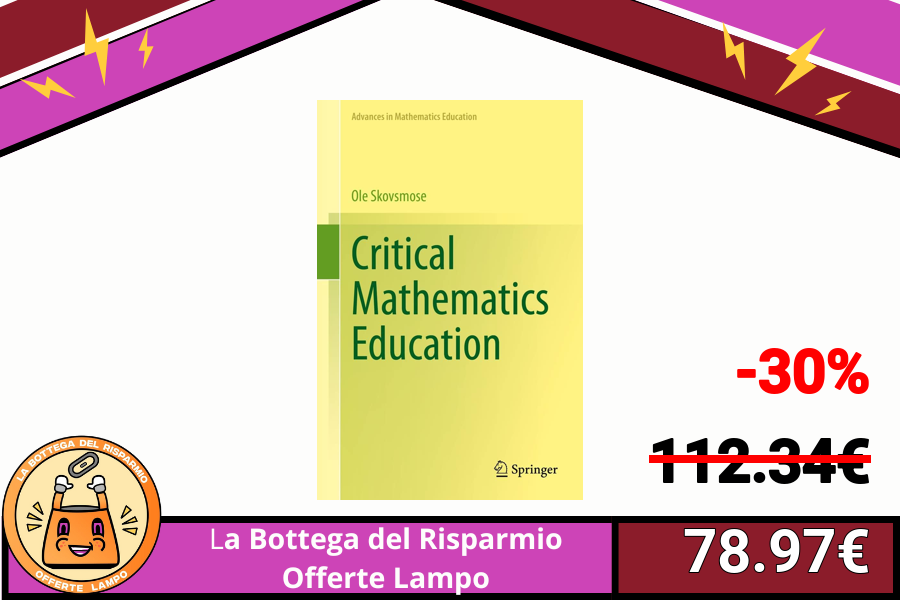 Advances in Mathematics Education
Ole Skovsmose
Critical
Mathematics
Education
Springer
-30%
112.34€
78.97€
La Bottega del Risparmio
Offerte Lampo
LA BOTTEGA DEL RISPARMIO
OFFERTE LAMPO